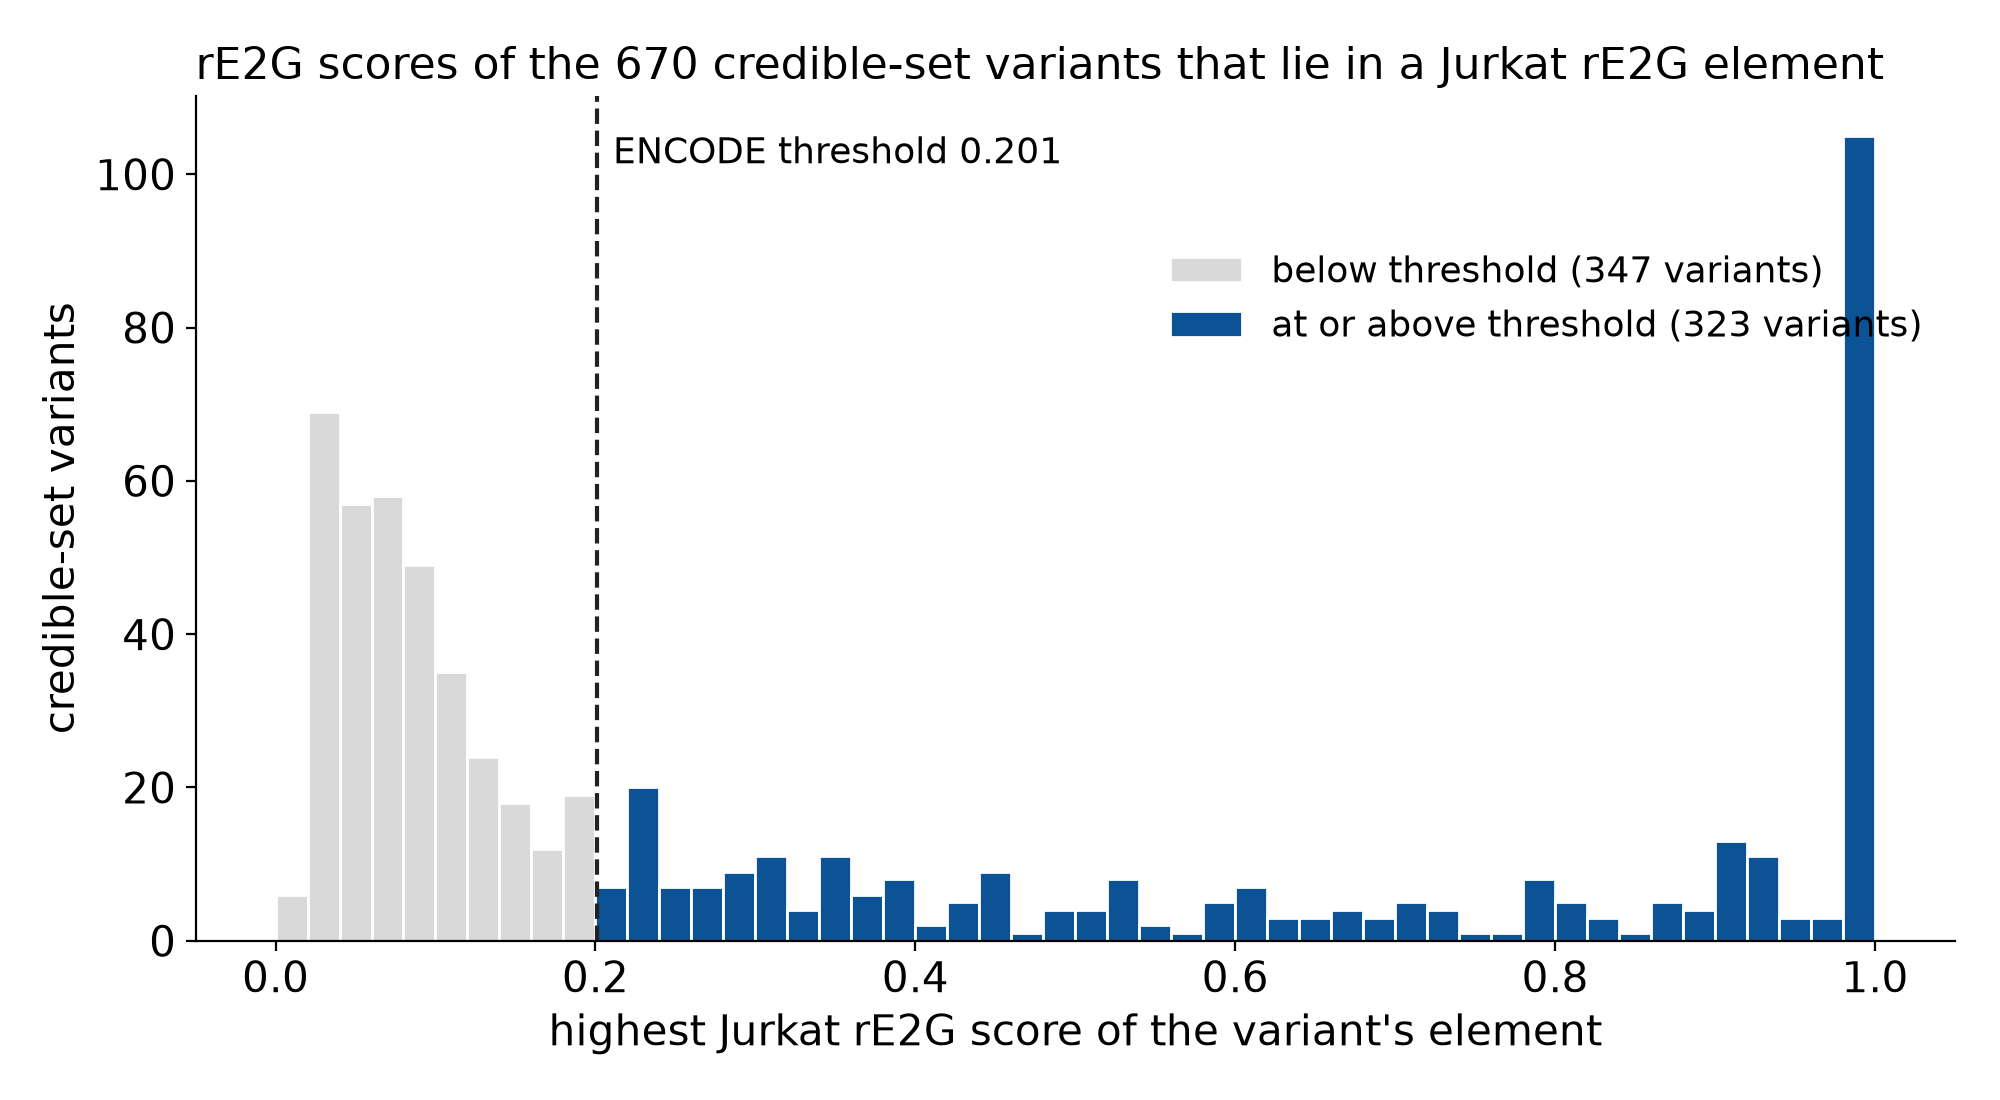 rE2G scores of the 670 credible-set variants that lie in a Jurkat rE2G element
ENCODE threshold 0.201
below threshold (347 variants)
at or above threshold (323 variants)
credible-set variants
100
80
60
40
20
0
0.0 0.2 0.4 0.6 0.8 1.0
highest Jurkat rE2G score of the variant's element